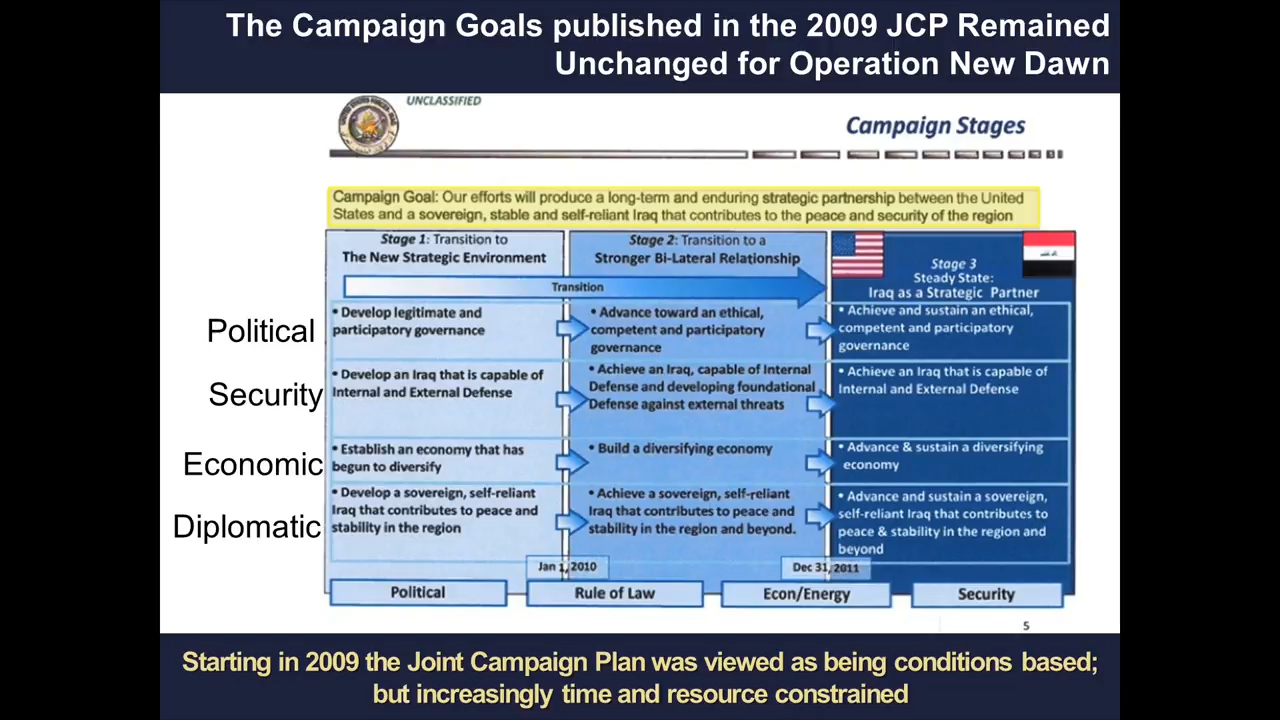 The Campaign Goals published in the 2009 JCP Remained
Unchanged for Operation New Dawn
UNCLASSIFIED
Campaign Stages
Campaign Goal: Our efforts will produce a long-term and enduring strategic partnership between the United
States and a sovereign, stable and self-reliant Iraq that contributes to the peace and security of the region
Stage 1: Transition to
The New Strategic Environment
Stage 2: Transition to a
Stronger Bi-Lateral Relationship
Stage 3
Steady State:
Iraq as a Strategic Partner
Transition
Political
• Develop legitimate and
participatory governance
• Advance toward an ethical,
competent and participatory
governance
• Achieve and sustain an ethical,
competent and participatory
governance
Security
• Develop an Iraq that is capable of
Internal and External Defense
• Achieve an Iraq, capable of Internal
Defense and developing foundational
Defense against external threats
• Achieve an Iraq that is capable of
Internal and External Defense
Economic
• Establish an economy that has
begun to diversify
• Build a diversifying economy
• Advance & sustain a diversifying
economy
Diplomatic
• Develop a sovereign, self-reliant
Iraq that contributes to peace and
stability in the region
• Achieve a sovereign, self-reliant
Iraq that contributes to peace and
stability in the region and beyond.
• Advance and sustain a sovereign,
self-reliant Iraq that contributes to
peace & stability in the region and
beyond
Jan 1, 2010
Dec 31, 2011
Political
Rule of Law
Econ/Energy
Security
5
Starting in 2009 the Joint Campaign Plan was viewed as being conditions based;
but increasingly time and resource constrained